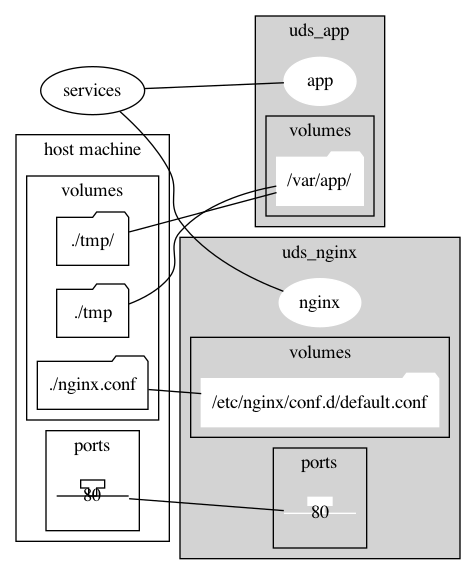 uds_app
services
app
volumes
/var/app/
host machine
volumes
./tmp/
./tmp
./nginx.conf
ports
80
uds_nginx
nginx
volumes
/etc/nginx/conf.d/default.conf
ports
80